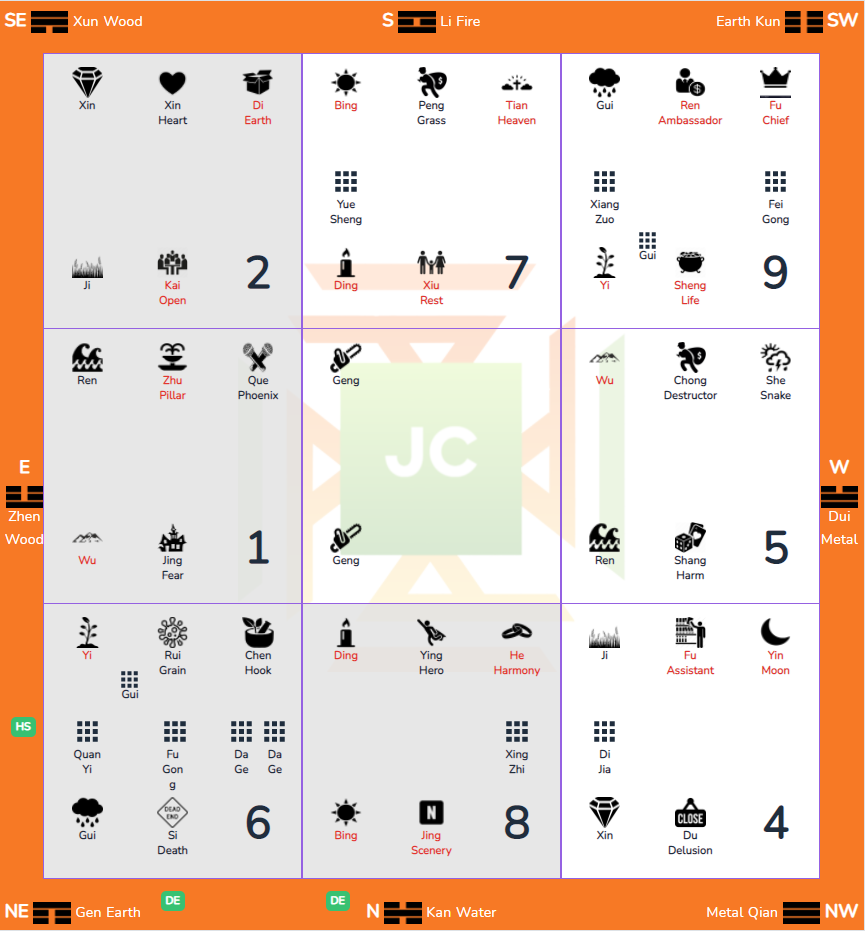 SE Xun Wood
S Li Fire
Earth Kun SW
Xin
Xin
Heart
Di
Earth
Ji
Kai
Open
2
Bing
Peng
Grass
Tian
Heaven
Yue
Sheng
Ding
Xiu
Rest
7
Gui
Ren
Ambassador
Fu
Chief
Xiang
Zuo
Fei
Gong
Gui
Yi
Sheng
Life
9
E
Zhen
Wood
Ren
Zhu
Pillar
Que
Phoenix
Wu
Jing
Fear
1
Geng
JC
Geng
Wu
Chong
Destructor
She
Snake
Ren
Shang
Harm
5
W
Dui
Metal
HS
Yi
Rui
Grain
Chen
Hook
Gui
Quan
Yi
Fu
Gon
g
Da
Ge
Da
Ge
Gui
DEAD
END
Si
Death
6
Ding
Ying
Hero
He
Harmony
Xing
Zhi
Bing
N
Jing
Scenery
8
Ji
Fu
Assistant
Yin
Moon
Di
Jia
Xin
CLOSE
Du
Delusion
4
NE Gen Earth
DE
DE
N Kan Water
Metal Qian NW